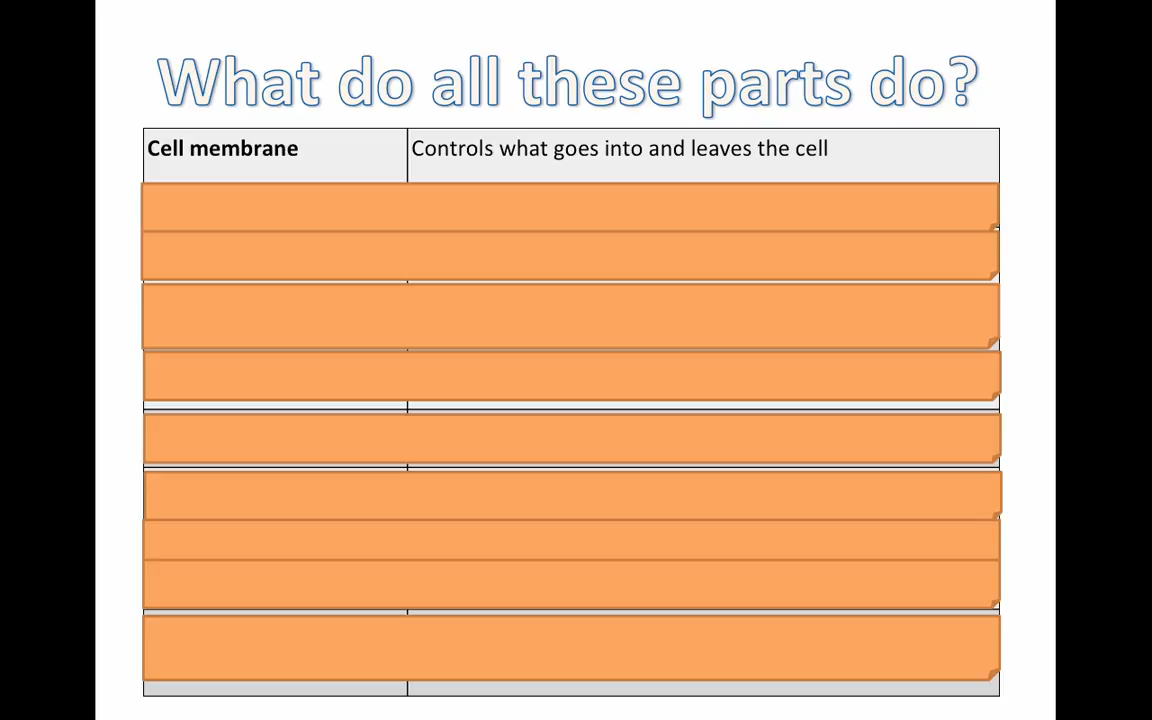 What do all these parts do?
Cell membrane
Controls what goes into and leaves the cell